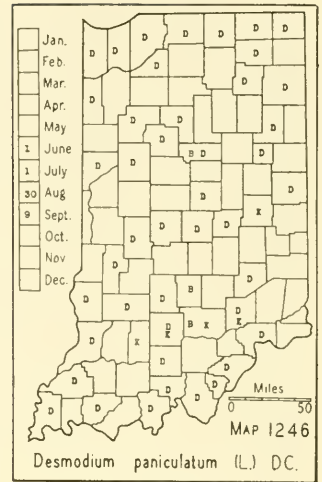 Jan.
Feb.
Mar.
Apr.
May
1 June
1 July
30 Aug
9 Sept.
Oct.
Nov
Dec.
D D D D D D D
D D D D
D D D D
D
D B D D
D D D
D
K
D D D D
D D
D B D
D D D K
K D K B K D
D D
D D D
D D D D
Miles
0 50
MAP 1246
Desmodium paniculatum (L.) DC.